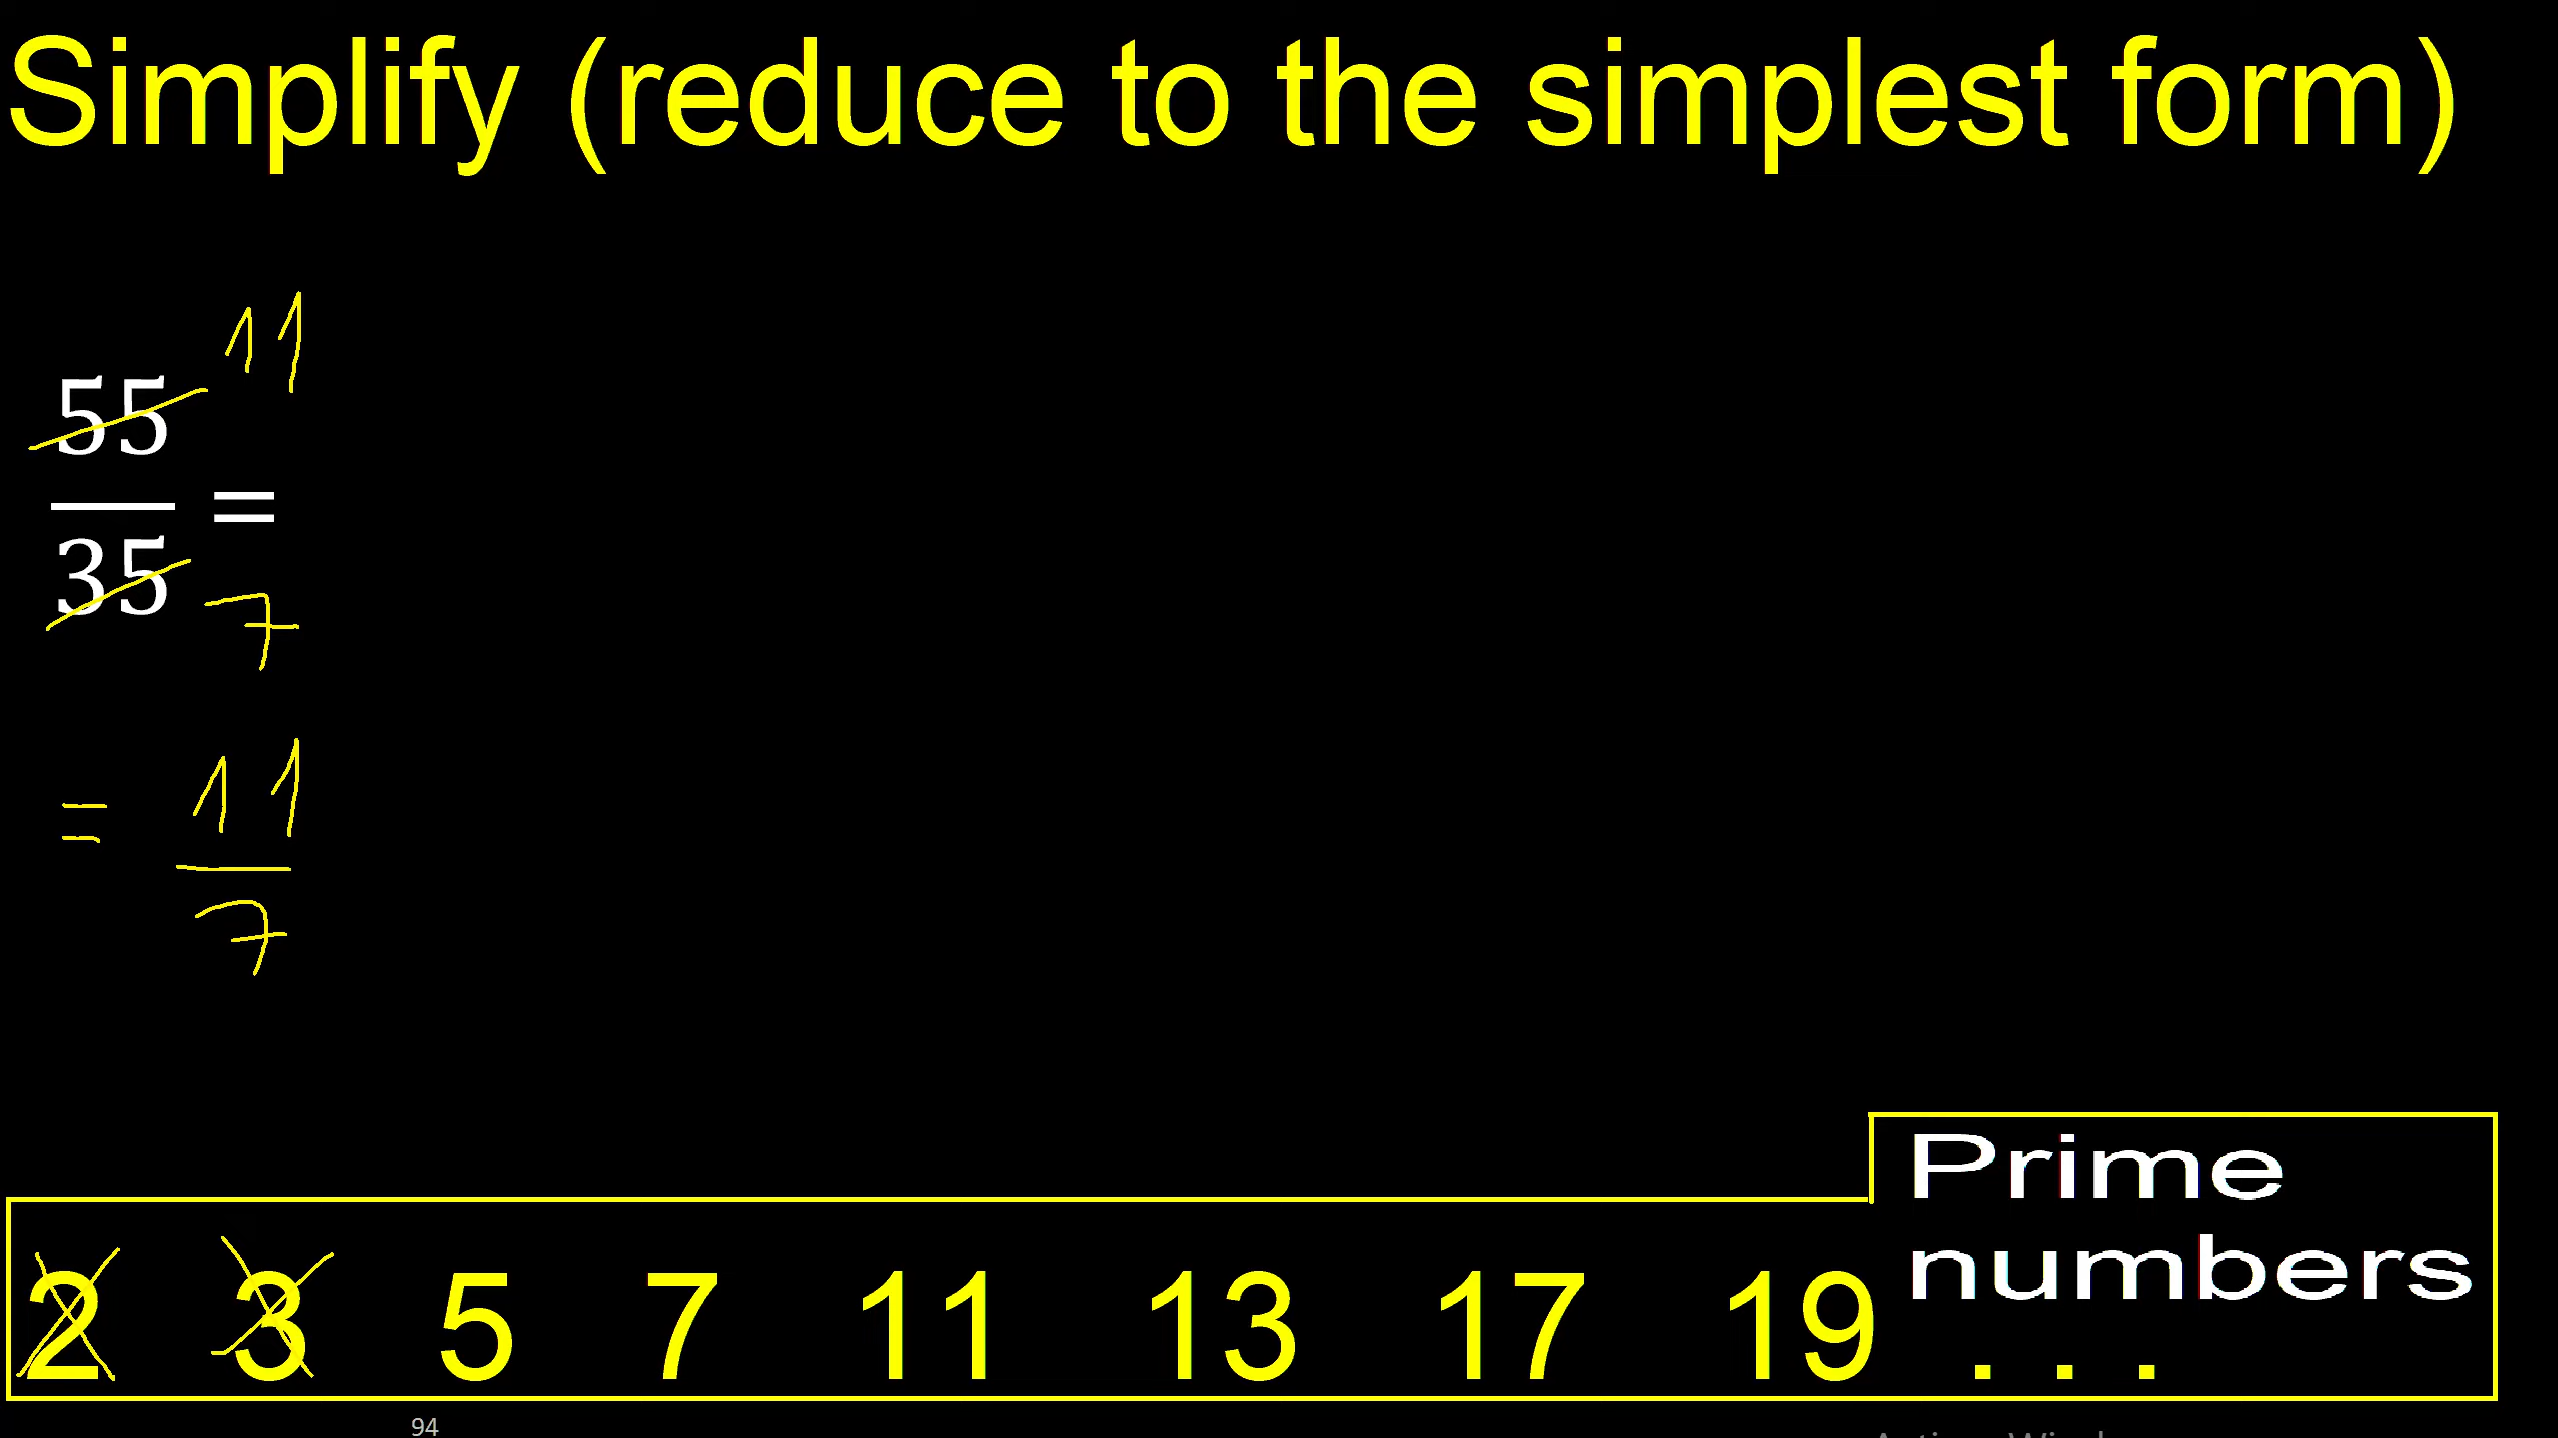 Simplify (reduce to the simplest form)
11
55
=
35
7
= 11
7
Prime
numbers
2 3 5 7 11 13 17 19 . . .
94